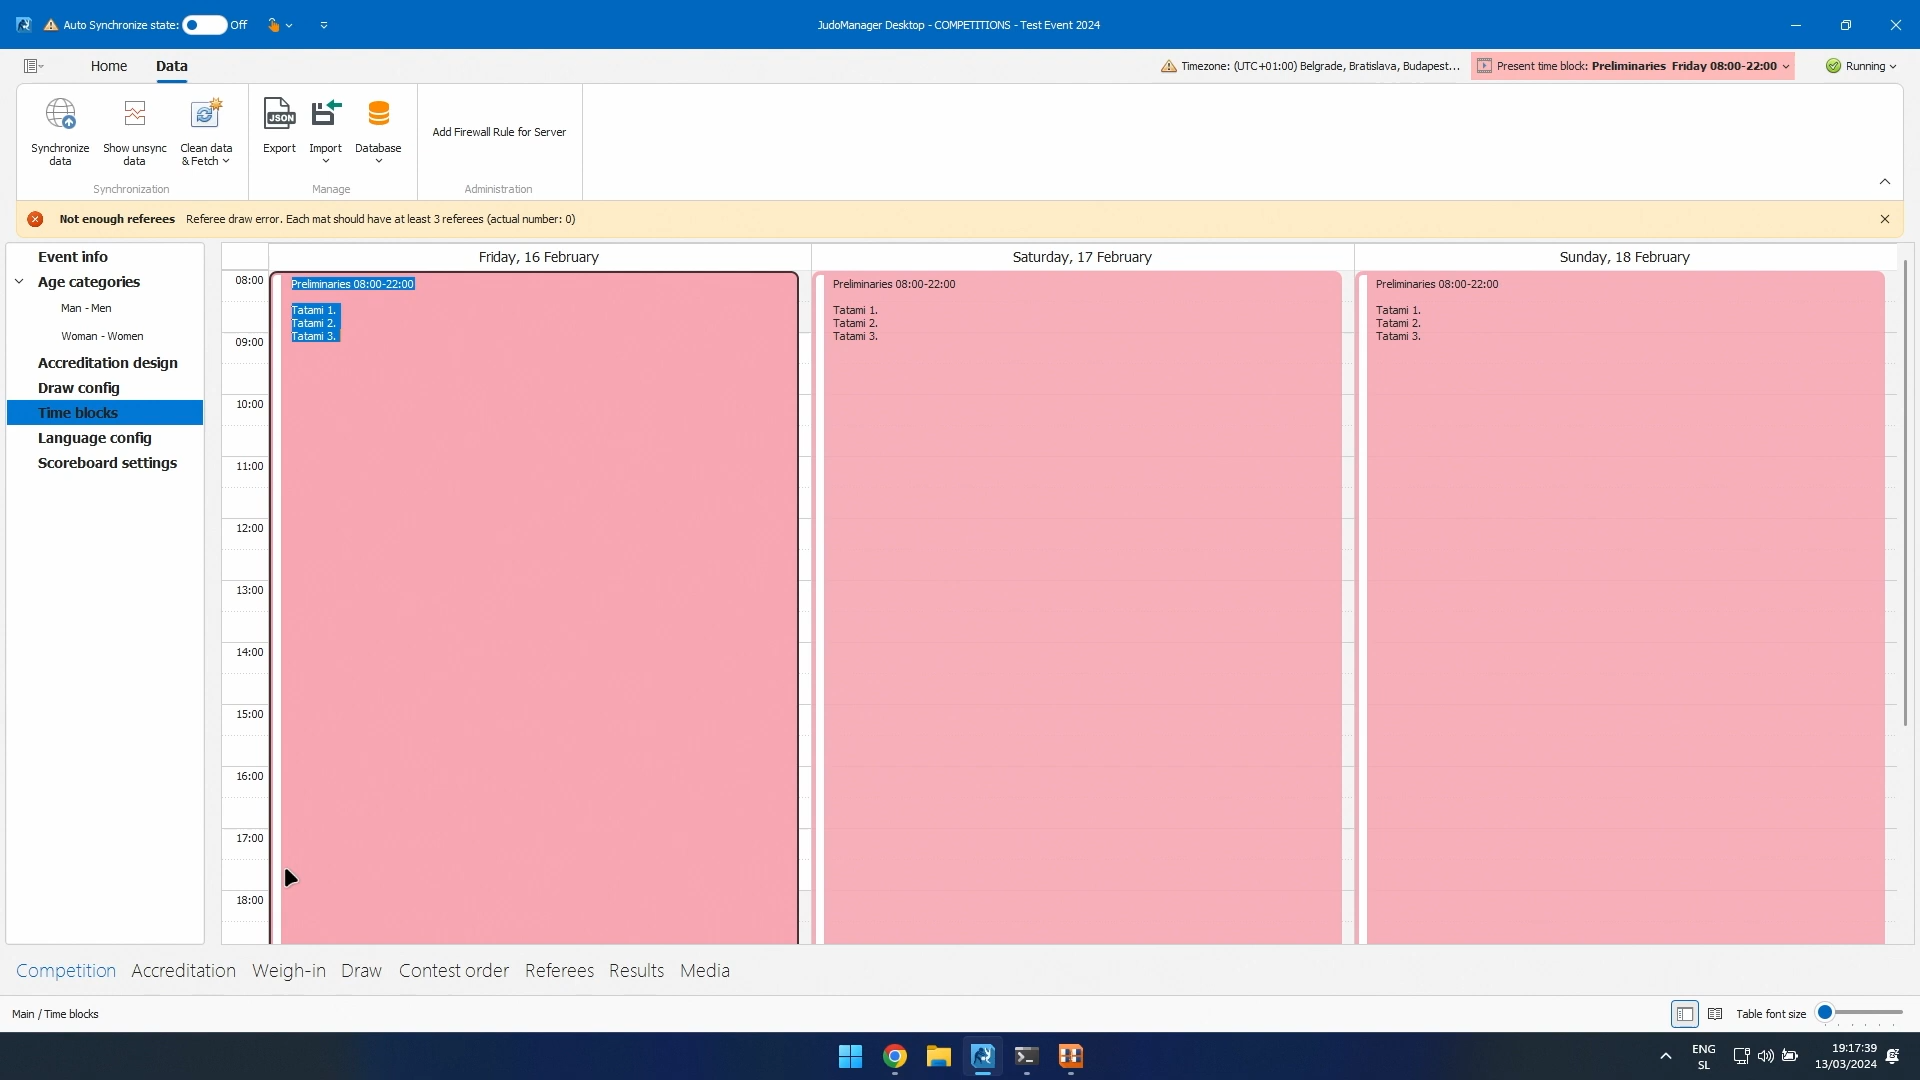 Auto Synchronize state: Off
JudoManager Desktop - COMPETITIONS - Test Event 2024
Home
Data
Timezone: (UTC+01:00) Belgrade, Bratislava, Budapest...
Present time block: Preliminaries Friday 08:00-22:00
Running
Synchronize
data
Show unsync
data
Clean data
& Fetch
Synchronization
JSON
Export
Import
Database
Manage
Add Firewall Rule for Server
Administration
Not enough referees Referee draw error. Each mat should have at least 3 referees (actual number: 0)
Event info
Age categories
Man - Men
Woman - Women
Accreditation design
Draw config
Time blocks
Language config
Scoreboard settings
Friday, 16 February
Saturday, 17 February
Sunday, 18 February
08:00
09:00
10:00
11:00
12:00
13:00
14:00
15:00
16:00
17:00
18:00
Preliminaries 08:00-22:00
Tatami 1.
Tatami 2.
Tatami 3.
Preliminaries 08:00-22:00
Tatami 1.
Tatami 2.
Tatami 3.
Preliminaries 08:00-22:00
Tatami 1.
Tatami 2.
Tatami 3.
Competition Accreditation Weigh-in Draw Contest order Referees Results Media
Main / Time blocks
Table font size
ENG
SL
19:17:39
13/03/2024